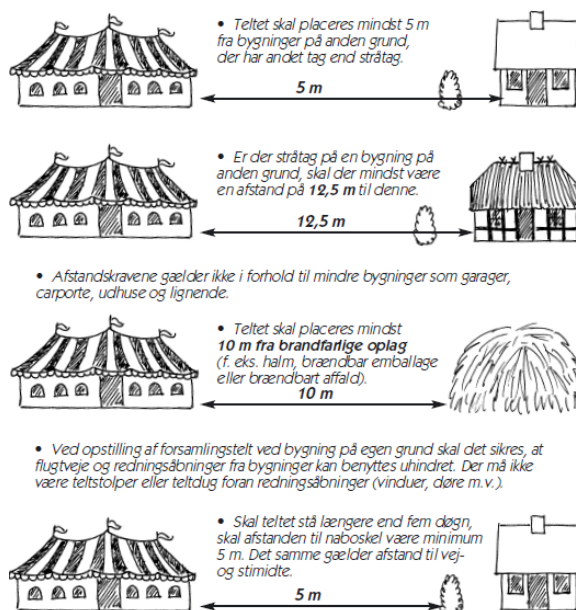 • Teltet skal placeres mindst 5 m
fra bygninger på anden grund,
der har andet tag end stråtag.
5 m
• Er der stråtag på en bygning på
anden grund, skal der mindst være
en afstand på 12,5 m til denne.
12,5 m
• Afstandskravene gælder ikke i forhold til mindre bygninger som garager,
carporte, udhuse og lignende.
• Teltet skal placeres mindst
10 m fra brandfarlige oplag
(f. eks. halm, brændbar emballage
eller brændbart affald).
10 m
• Ved opstilling af forsamlingstelt ved bygning på egen grund skal det sikres, at
flugtveje og redningsåbninger fra bygninger kan benyttes uhindret. Der må ikke
være teltstolper eller teltdug foran redningsåbninger (vinduer, døre m.v.).
• Skal teltet stå længere end fem døgn,
skal afstanden til naboskel være minimum
5 m. Det samme gælder afstand til vej-
og stimidte.
5 m